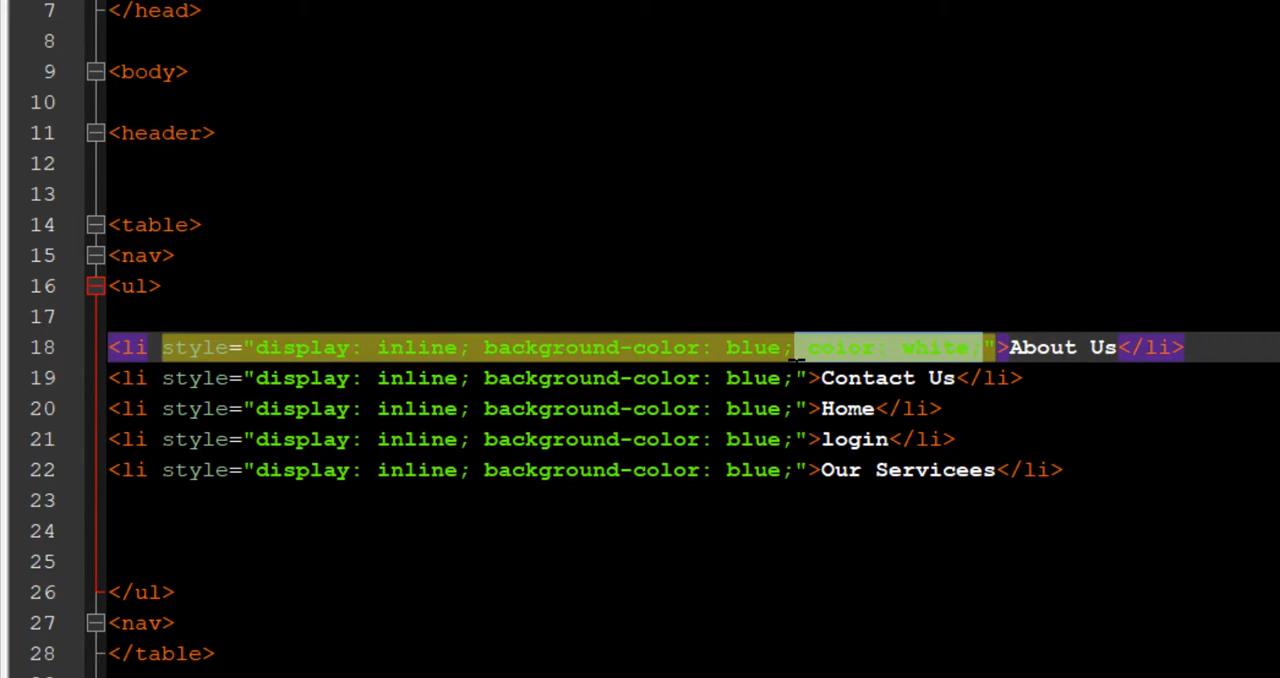 7 </head>
8
9 <body>
10
11 <header>
12
13
14 <table>
15 <nav>
16 <ul>
17
18 <li style="display: inline; background-color: blue; color: white;">About Us</li>
19 <li style="display: inline; background-color: blue;">Contact Us</li>
20 <li style="display: inline; background-color: blue;">Home</li>
21 <li style="display: inline; background-color: blue;">login</li>
22 <li style="display: inline; background-color: blue;">Our Servicees</li>
23
24
25
26 </ul>
27 <nav>
28 </table>